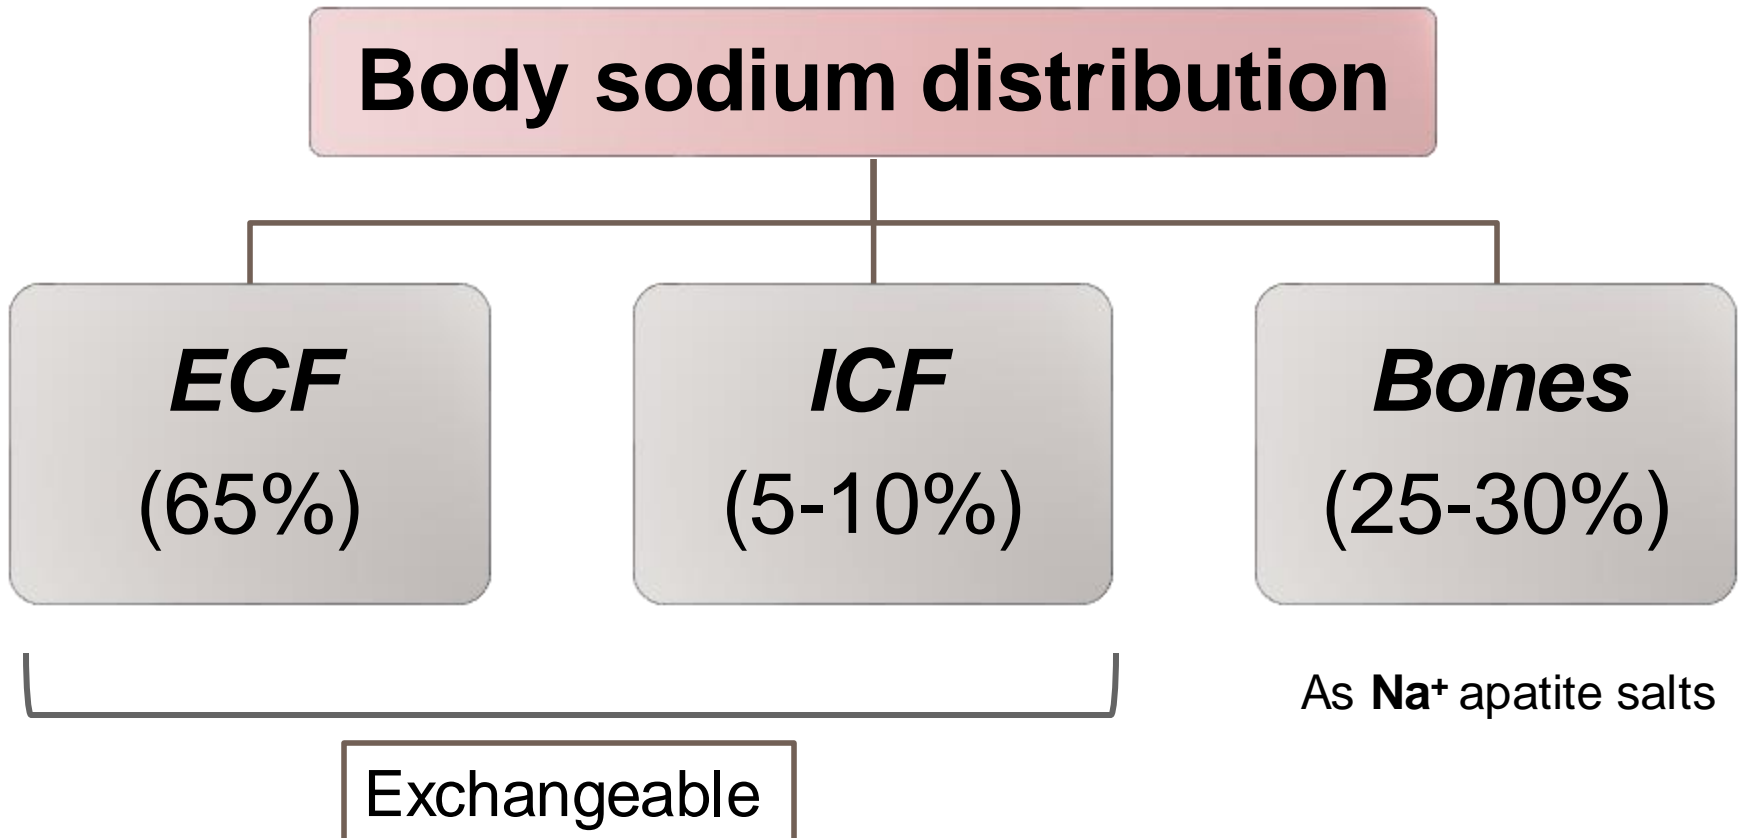 Body sodium distribution
ECF
(65%)
ICF
(5-10%)
Bones
(25-30%)
As Na⁺ apatite salts
Exchangeable